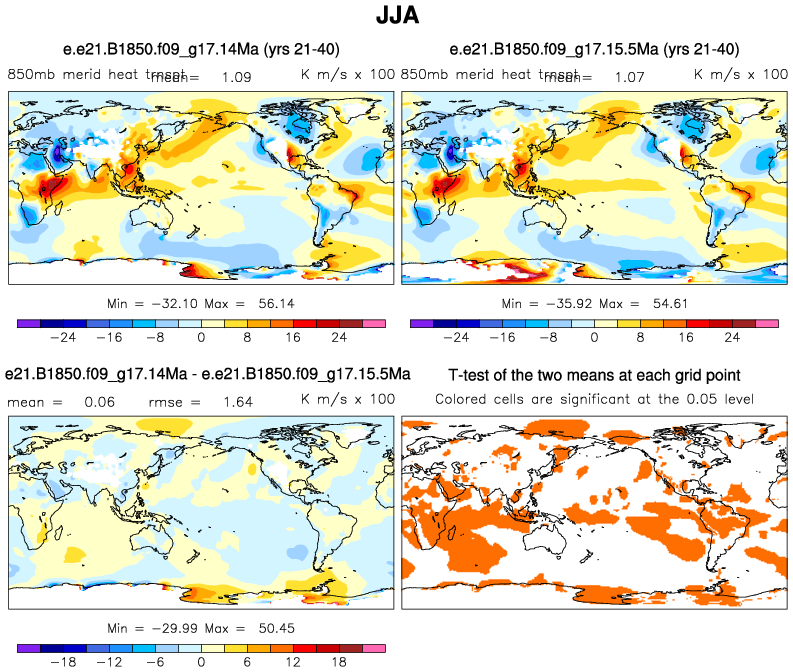 JJA
e.e21.B1850.f09_g17.14Ma (yrs 21-40)
850mb merid heat transpt mean= 1.09 K m/s x 100
Min = −32.10 Max = 56.14
−24 −16 −8 0 8 16 24
e.e21.B1850.f09_g17.15.5Ma (yrs 21-40)
850mb merid heat transpt mean= 1.07 K m/s x 100
Min = −35.92 Max = 54.61
−24 −16 −8 0 8 16 24
e21.B1850.f09_g17.14Ma - e.e21.B1850.f09_g17.15.5Ma
mean = 0.06 rmse = 1.64 K m/s x 100
Min = −29.99 Max = 50.45
−18 −12 −6 0 6 12 18
T-test of the two means at each grid point
Colored cells are significant at the 0.05 level